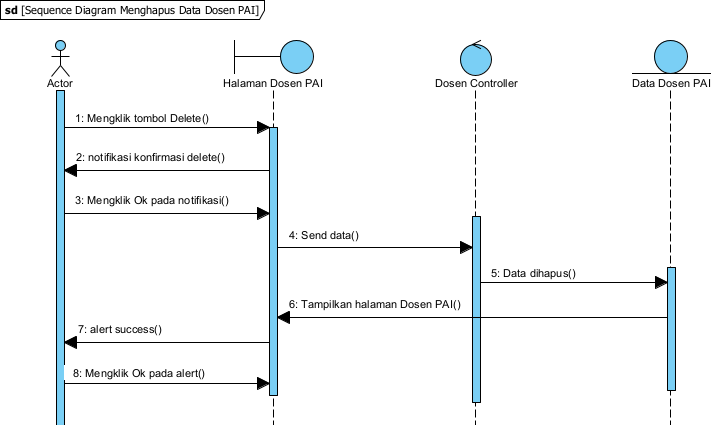 sd [Sequence Diagram Menghapus Data Dosen PAI]
Actor
Halaman Dosen PAI
Dosen Controller
Data Dosen PAI
1: Mengklik tombol Delete()
2: notifikasi konfirmasi delete()
3: Mengklik Ok pada notifikasi()
4: Send data()
5: Data dihapus()
6: Tampilkan halaman Dosen PAI()
7: alert success()
8: Mengklik Ok pada alert()